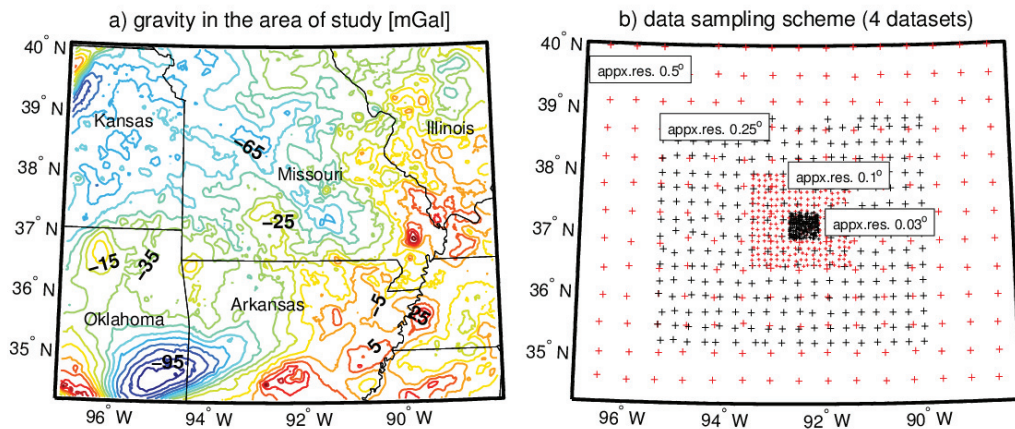 a) gravity in the area of study [mGal]
40° N
39° N
38° N
37° N
36° N
35° N
Kansas
Illinois
−65
Missouri
−25
−15
−35
Arkansas
−5
25
Oklahoma
5
−95
96° W
94° W
92° W
90° W
b) data sampling scheme (4 datasets)
40° N
39° N
38° N
37° N
36° N
35° N
appx.res. 0.5°
appx.res. 0.25°
appx.res. 0.1°
appx.res. 0.03°
96° W
94° W
92° W
90° W